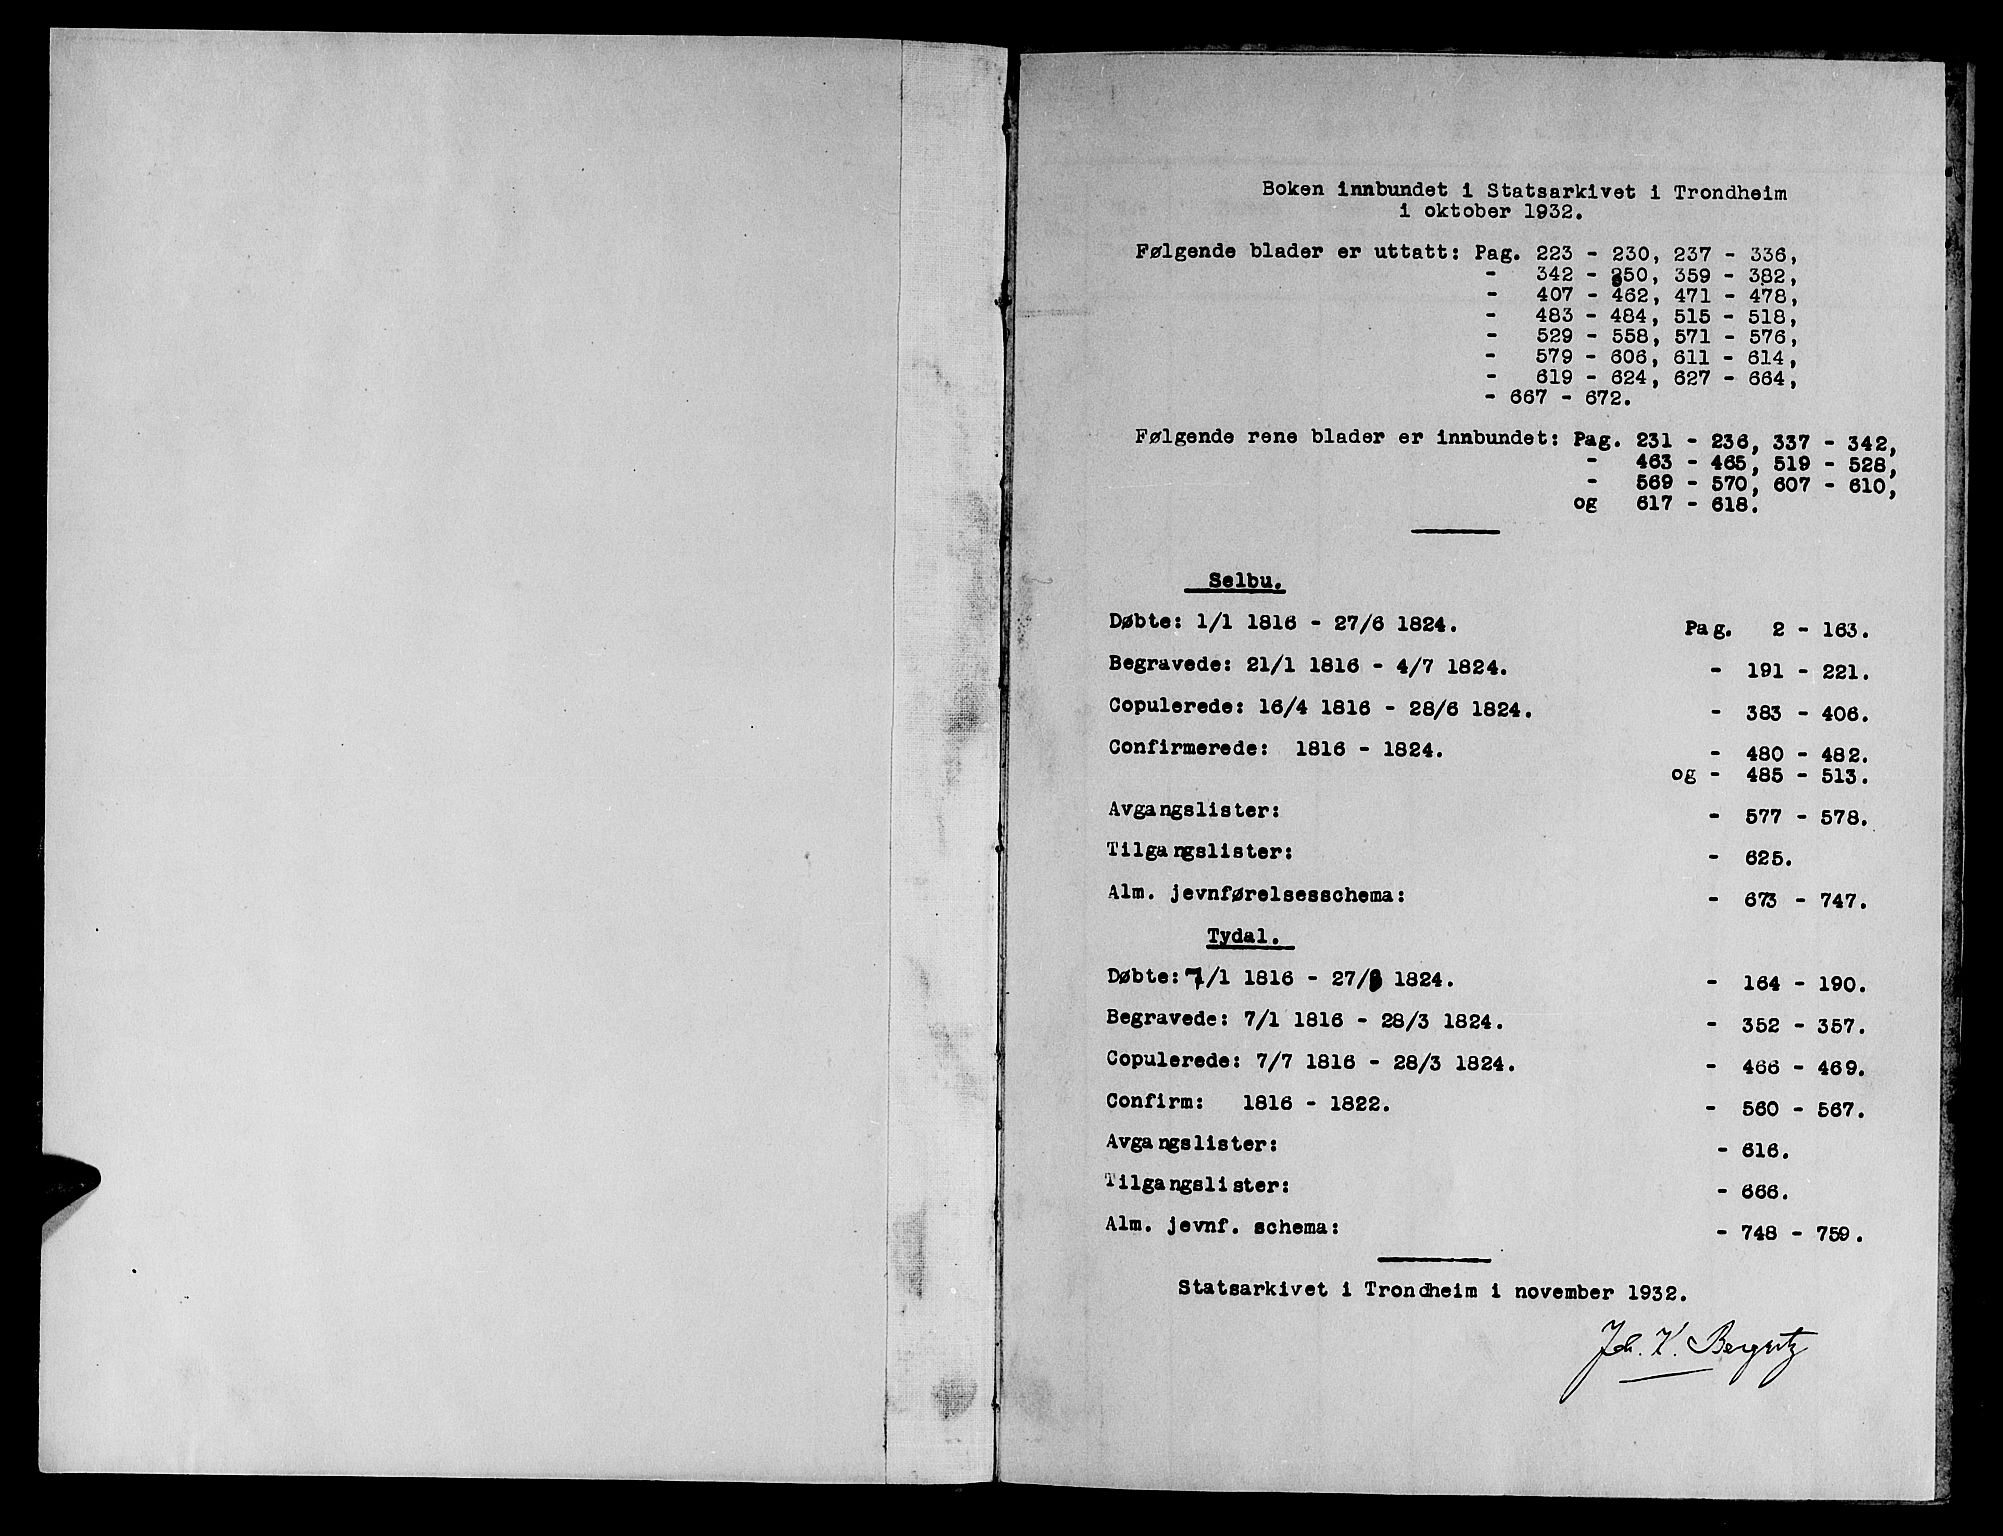 Boken innbundet i Statsarkivet i Trondheim
i oktober 1932.
Følgende blader er uttatt: Pag. 223 - 230, 237 - 336,
- 342 - 350, 359 - 382,
- 407 - 462, 471 - 478,
- 483 - 484, 515 - 518,
- 529 - 558, 571 - 576,
- 579 - 606, 611 - 614,
- 619 - 624, 627 - 664,
- 667 - 672.
Følgende rene blader er innbundet: Pag. 231 - 236, 337 - 342,
- 463 - 465, 519 - 528,
- 569 - 570, 607 - 610,
og 617 - 618.
Selbu.
Døbte: 1/1 1816 - 27/6 1824. Pag. 2 - 163.
Begravede: 21/1 1816 - 4/7 1824. - 191 - 221.
Copulerede: 16/4 1816 - 28/6 1824. - 383 - 406.
Confirmerede: 1816 - 1824. - 480 - 482.
og - 485 - 513.
Avgangslister: - 577 - 578.
Tilgangslister: - 625.
Alm. jevnførelsesschema: - 673 - 747.
Tydal.
Døbte: 7/1 1816 - 27/ 1824. - 164 - 190.
Begravede: 7/1 1816 - 28/3 1824. - 352 - 357.
Copulerede: 7/7 1816 - 28/3 1824. - 466 - 469.
Confirm: 1816 - 1822. - 560 - 567.
Avgangslister: - 616.
Tilgangslister: - 666.
Alm. jevnf. schema: - 748 - 759.
Statsarkivet i Trondheim i november 1932.
Joh. K. Bergwitz